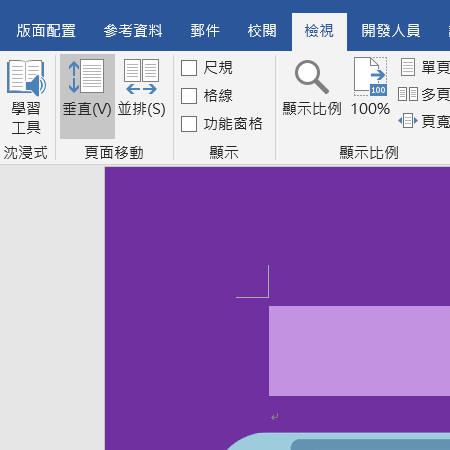 版面配置 參考資料 郵件 校閱 檢視 開發人員
學習工具
垂直(V) 並排(S)
尺規
格線
功能窗格
顯示比例 100%
100
單頁
多頁
頁寬
沈浸式 頁面移動 顯示 顯示比例